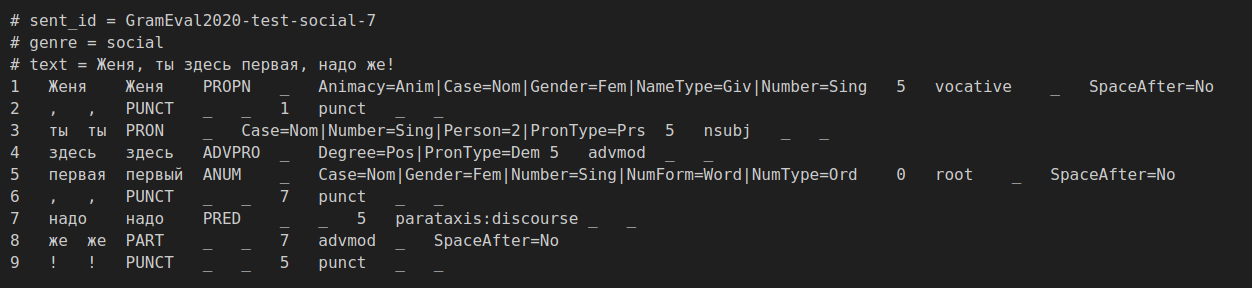 # sent_id = GramEval2020-test-social-7
# genre = social
# text = Женя, ты здесь первая, надо же!
1 Женя Женя PROPN _ Animacy=Anim|Case=Nom|Gender=Fem|NameType=Giv|Number=Sing 5 vocative _ SpaceAfter=No
2 , , PUNCT _ _ 1 punct _ _
3 ты ты PRON _ Case=Nom|Number=Sing|Person=2|PronType=Prs 5 nsubj _ _
4 здесь здесь ADVPRO _ Degree=Pos|PronType=Dem 5 advmod _ _
5 первая первый ANUM _ Case=Nom|Gender=Fem|Number=Sing|NumForm=Word|NumType=Ord 0 root _ SpaceAfter=No
6 , , PUNCT _ _ 7 punct _ _
7 надо надо PRED _ _ 5 parataxis:discourse _ _
8 же же PART _ _ 7 advmod _ SpaceAfter=No
9 ! ! PUNCT _ _ 5 punct _ _